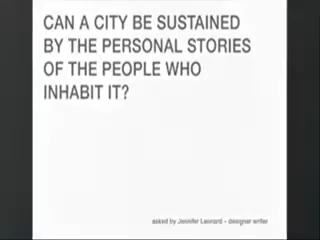 CAN A CITY BE SUSTAINED
BY THE PERSONAL STORIES
OF THE PEOPLE WHO
INHABIT IT?
asked by Jennifer Leonard – designer writer